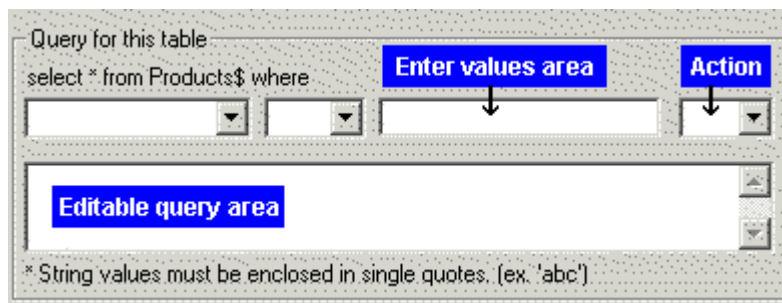 Query for this table
select * from Products$ where
Enter values area
Action
Editable query area
* String values must be enclosed in single quotes. (ex. 'abc')